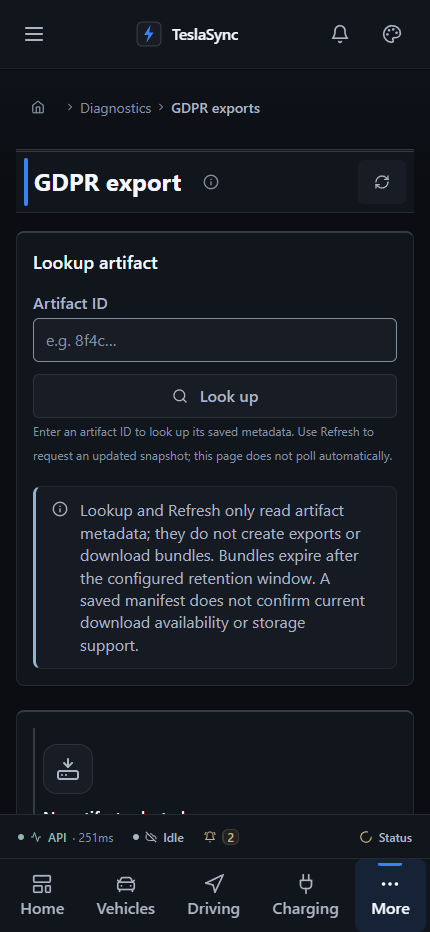 TeslaSync
Diagnostics
GDPR exports
GDPR export
Lookup artifact
Artifact ID
e.g. 8f4c...
Look up
Enter an artifact ID to look up its saved metadata. Use Refresh to
request an updated snapshot; this page does not poll automatically.
Lookup and Refresh only read artifact
metadata; they do not create exports or
download bundles. Bundles expire after
the configured retention window. A
saved manifest does not confirm current
download availability or storage
support.
API · 251ms
Idle
2
Status
Home
Vehicles
Driving
Charging
More